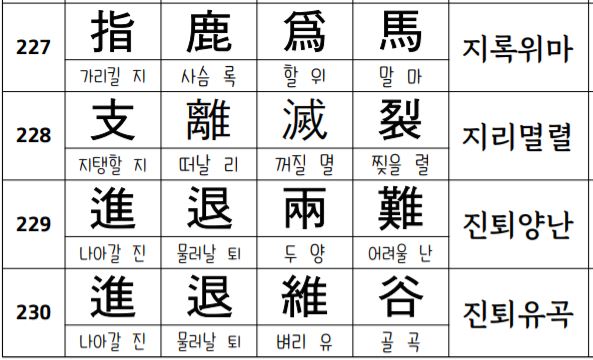 227 指 鹿 爲 馬 지록위마
가리킬 지 사슴 록 할 위 말 마
228 支 離 滅 裂 지리멸렬
지탱할 지 떠날 리 꺼질 멸 찢을 렬
229 進 退 兩 難 진퇴양난
나아갈 진 물러날 퇴 두 양 어려울 난
230 進 退 維 谷 진퇴유곡
나아갈 진 물러날 퇴 벼리 유 골 곡